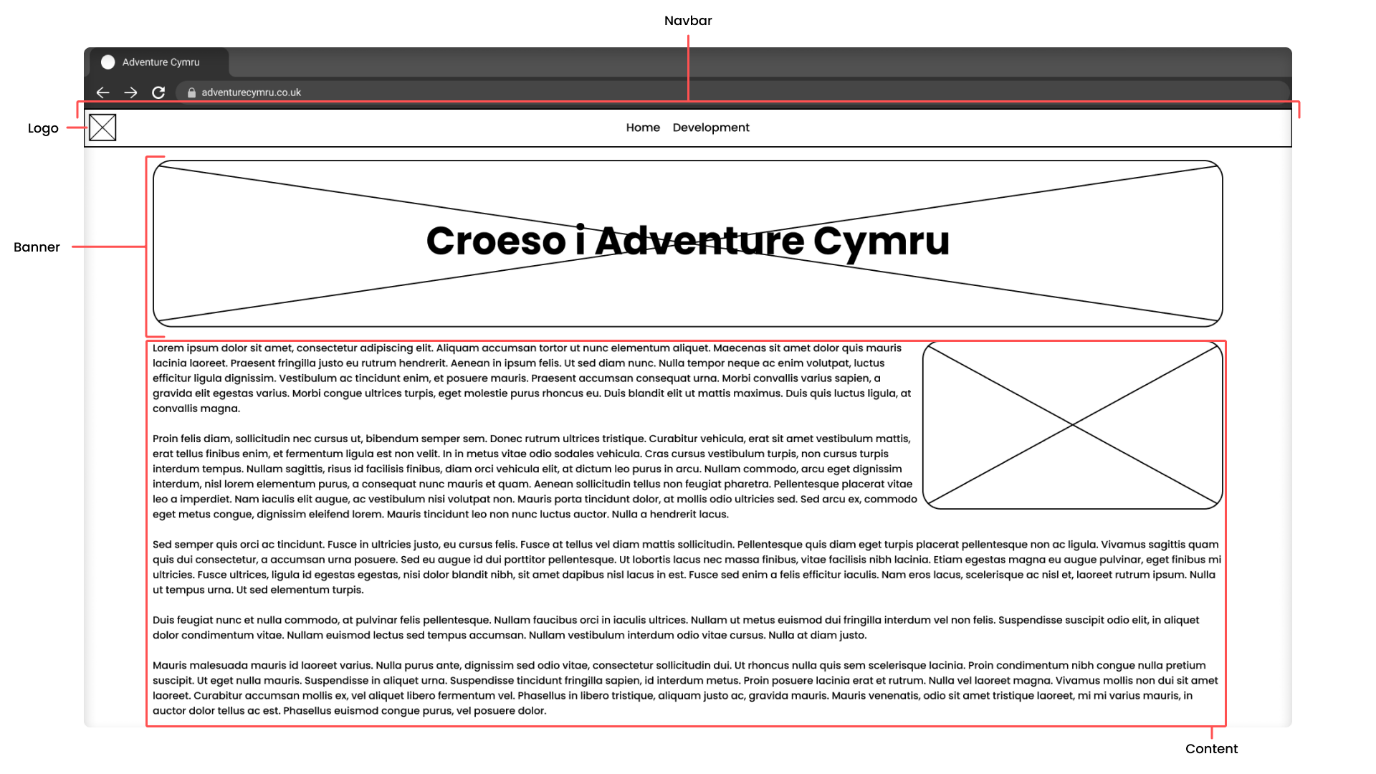 Navbar
Adventure Cymru
adventurecymru.co.uk
Logo
Home Development
Banner
Croeso i Adventure Cymru
Lorem ipsum dolor sit amet, consectetur adipiscing elit. Aliquam accumsan tortor ut nunc elementum aliquet. Maecenas sit amet dolor quis mauris
lacinia laoreet. Praesent fringilla justo eu rutrum hendrerit. Aenean in ipsum felis. Ut sed diam nunc. Nulla tempor neque ac enim volutpat, luctus
efficitur ligula dignissim. Vestibulum ac tincidunt enim, et posuere mauris. Praesent accumsan consequat urna. Morbi convallis varius sapien, a
gravida elit egestas varius. Morbi congue ultrices turpis, eget molestie purus rhoncus eu. Duis blandit elit ut mattis maximus. Duis quis luctus ligula, at
convallis magna.
Proin felis diam, sollicitudin nec cursus ut, bibendum semper sem. Donec rutrum ultrices tristique. Curabitur vehicula, erat sit amet vestibulum mattis,
erat tellus finibus enim, et fermentum ligula est non velit. In in metus vitae odio sodales vehicula. Cras cursus vestibulum turpis, non cursus turpis
interdum tempus. Nullam sagittis, risus id facilisis finibus, diam orci vehicula elit, at dictum leo purus in arcu. Nullam commodo, arcu eget dignissim
interdum, nisl lorem elementum purus, a consequat nunc mauris et quam. Aenean sollicitudin tellus non feugiat pharetra. Pellentesque placerat vitae
leo a imperdiet. Nam iaculis elit augue, ac vestibulum nisi volutpat non. Mauris porta tincidunt dolor, at mollis odio ultricies sed. Sed arcu ex, commodo
eget metus congue, dignissim eleifend lorem. Mauris tincidunt leo non nunc luctus auctor. Nulla a hendrerit lacus.
Sed semper quis orci ac tincidunt. Fusce in ultricies justo, eu cursus felis. Fusce at tellus vel diam mattis sollicitudin. Pellentesque quis diam eget turpis placerat pellentesque non ac ligula. Vivamus sagittis quam
quis dui consectetur, a accumsan urna posuere. Sed eu augue id dui porttitor pellentesque. Ut lobortis lacus nec massa finibus, vitae facilisis nibh lacinia. Etiam egestas magna eu augue pulvinar, eget finibus mi
ultricies. Fusce ultrices, ligula id egestas egestas, nisi dolor blandit nibh, sit amet dapibus nisl lacus in est. Fusce sed enim a felis efficitur iaculis. Nam eros lacus, scelerisque ac nisl et, laoreet rutrum ipsum. Nulla
ut tempus urna. Ut sed elementum turpis.
Duis feugiat nunc et nulla commodo, at pulvinar felis pellentesque. Nullam faucibus orci in iaculis ultrices. Nullam ut metus euismod dui fringilla interdum vel non felis. Suspendisse suscipit odio elit, in aliquet
dolor condimentum vitae. Nullam euismod lectus sed tempus accumsan. Nullam vestibulum interdum odio vitae cursus. Nulla at diam justo.
Mauris malesuada mauris id laoreet varius. Nulla purus ante, dignissim sed odio vitae, consectetur sollicitudin dui. Ut rhoncus nulla quis sem scelerisque lacinia. Proin condimentum nibh congue nulla pretium
suscipit. Ut eget nulla mauris. Suspendisse in aliquet urna. Suspendisse tincidunt fringilla sapien, id interdum metus. Proin posuere lacinia erat et rutrum. Nulla vel laoreet magna. Vivamus mollis non dui sit amet
laoreet. Curabitur accumsan mollis ex, vel aliquet libero fermentum vel. Phasellus in libero tristique, aliquam justo ac, gravida mauris. Mauris venenatis, odio sit amet tristique laoreet, mi mi varius mauris, in
auctor dolor tellus ac est. Phasellus euismod congue purus, vel posuere dolor.
Content